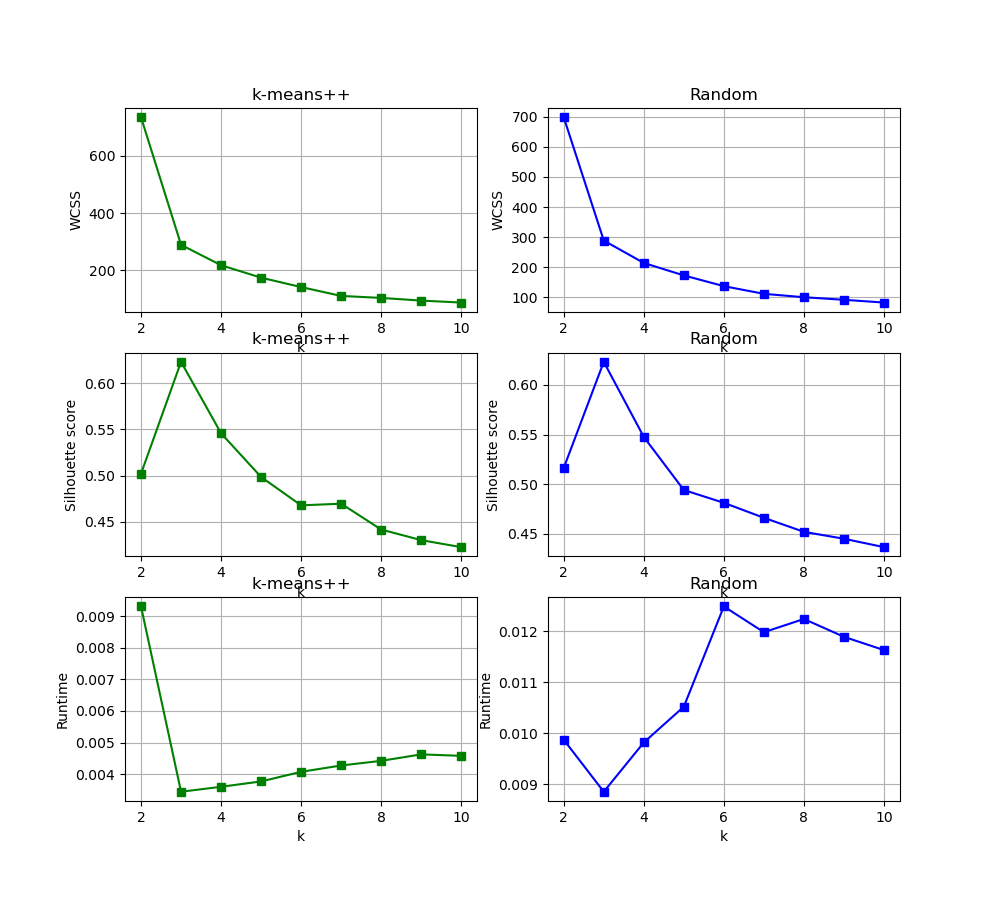 k-means++
WCSS
600
400
200
2 4 6 8 10
k
Random
WCSS
700
600
500
400
300
200
100
2 4 6 8 10
k
k-means++
Silhouette score
0.60
0.55
0.50
0.45
2 4 6 8 10
k
Random
Silhouette score
0.60
0.55
0.50
0.45
2 4 6 8 10
k
k-means++
Runtime
0.009
0.008
0.007
0.006
0.005
0.004
2 4 6 8 10
k
Random
Runtime
0.012
0.011
0.010
0.009
2 4 6 8 10
k